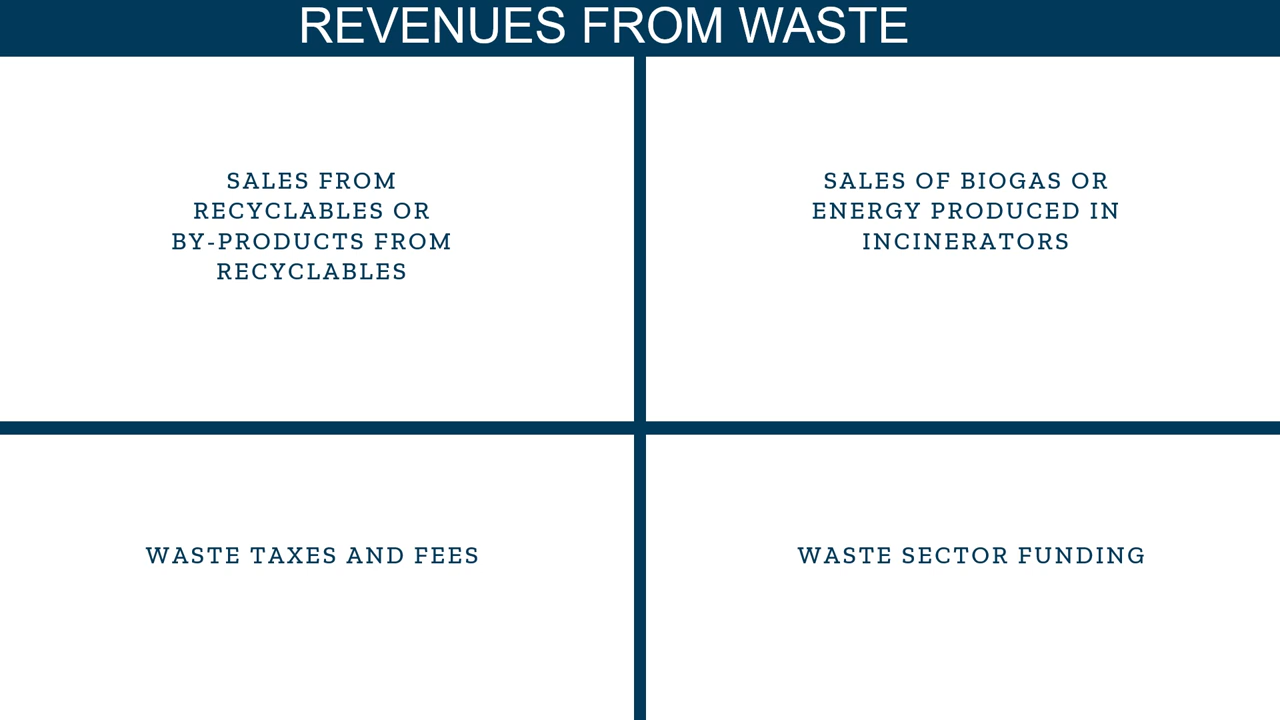 REVENUES FROM WASTE
SALES FROM
RECYCLABLES OR
BY-PRODUCTS FROM
RECYCLABLES
SALES OF BIOGAS OR
ENERGY PRODUCED IN
INCINERATORS
WASTE TAXES AND FEES
WASTE SECTOR FUNDING